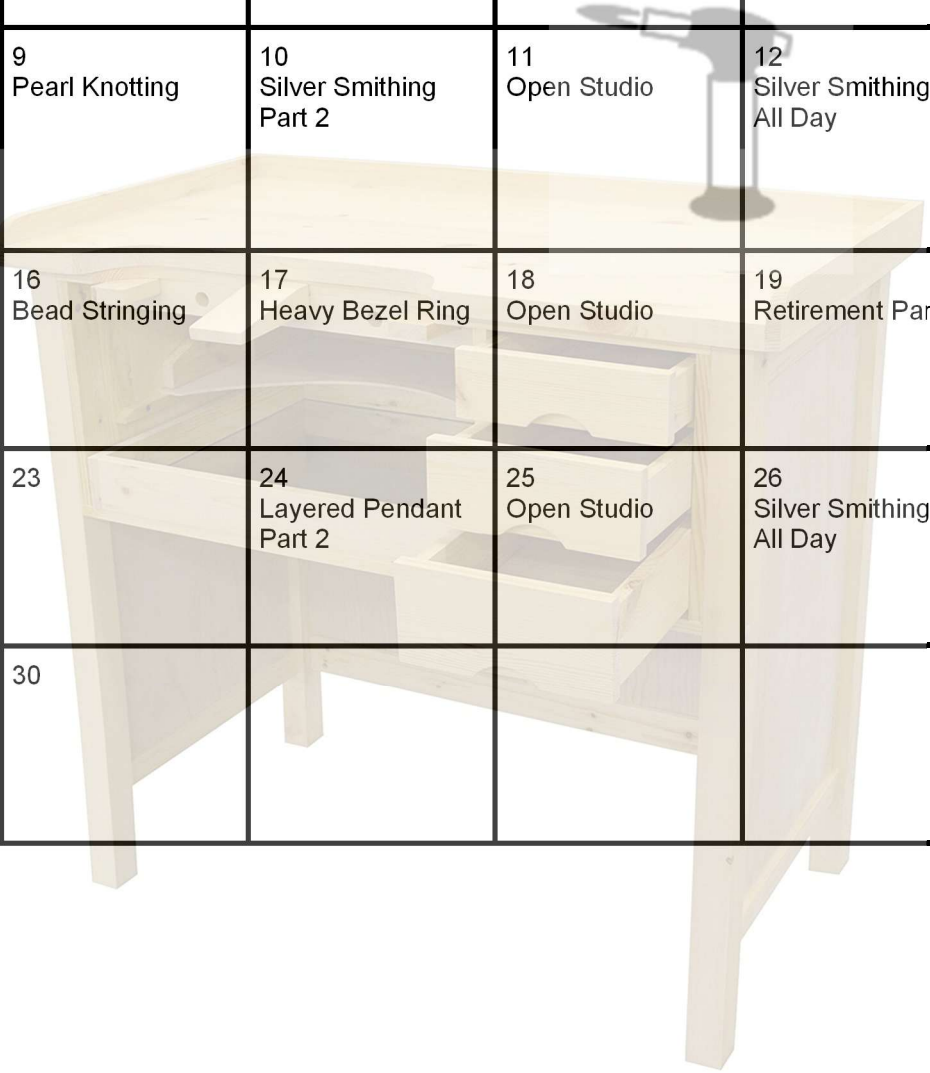 9
Pearl Knotting
10
Silver Smithing
Part 2
11
Open Studio
12
Silver Smithing
All Day
16
Bead Stringing
17
Heavy Bezel Ring
18
Open Studio
19
Retirement Par
23
24
Layered Pendant
Part 2
25
Open Studio
26
Silver Smithing
All Day
30